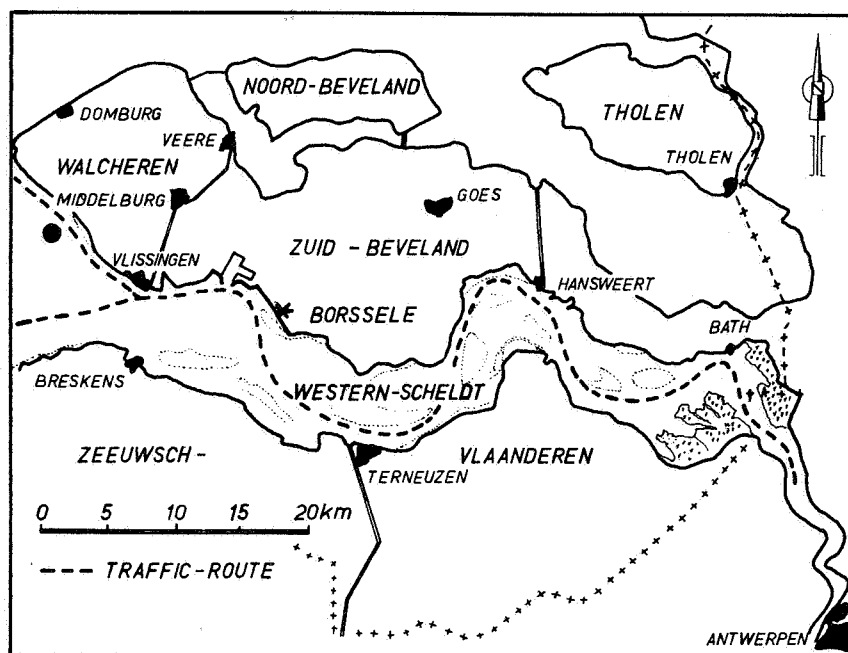 NOORD-BEVELAND
DOMBURG
THOLEN
N
VEERE
WALCHEREN
THOLEN
MIDDELBURG
GOES
ZUID - BEVELAND
VLISSINGEN
HANSWEERT
BORSSELE
BATH
BRESKENS
WESTERN-SCHELDT
ZEEUWSCH-
VLAANDEREN
TERNEUZEN
0 5 10 15 20km
TRAFFIC-ROUTE
ANTWERPEN